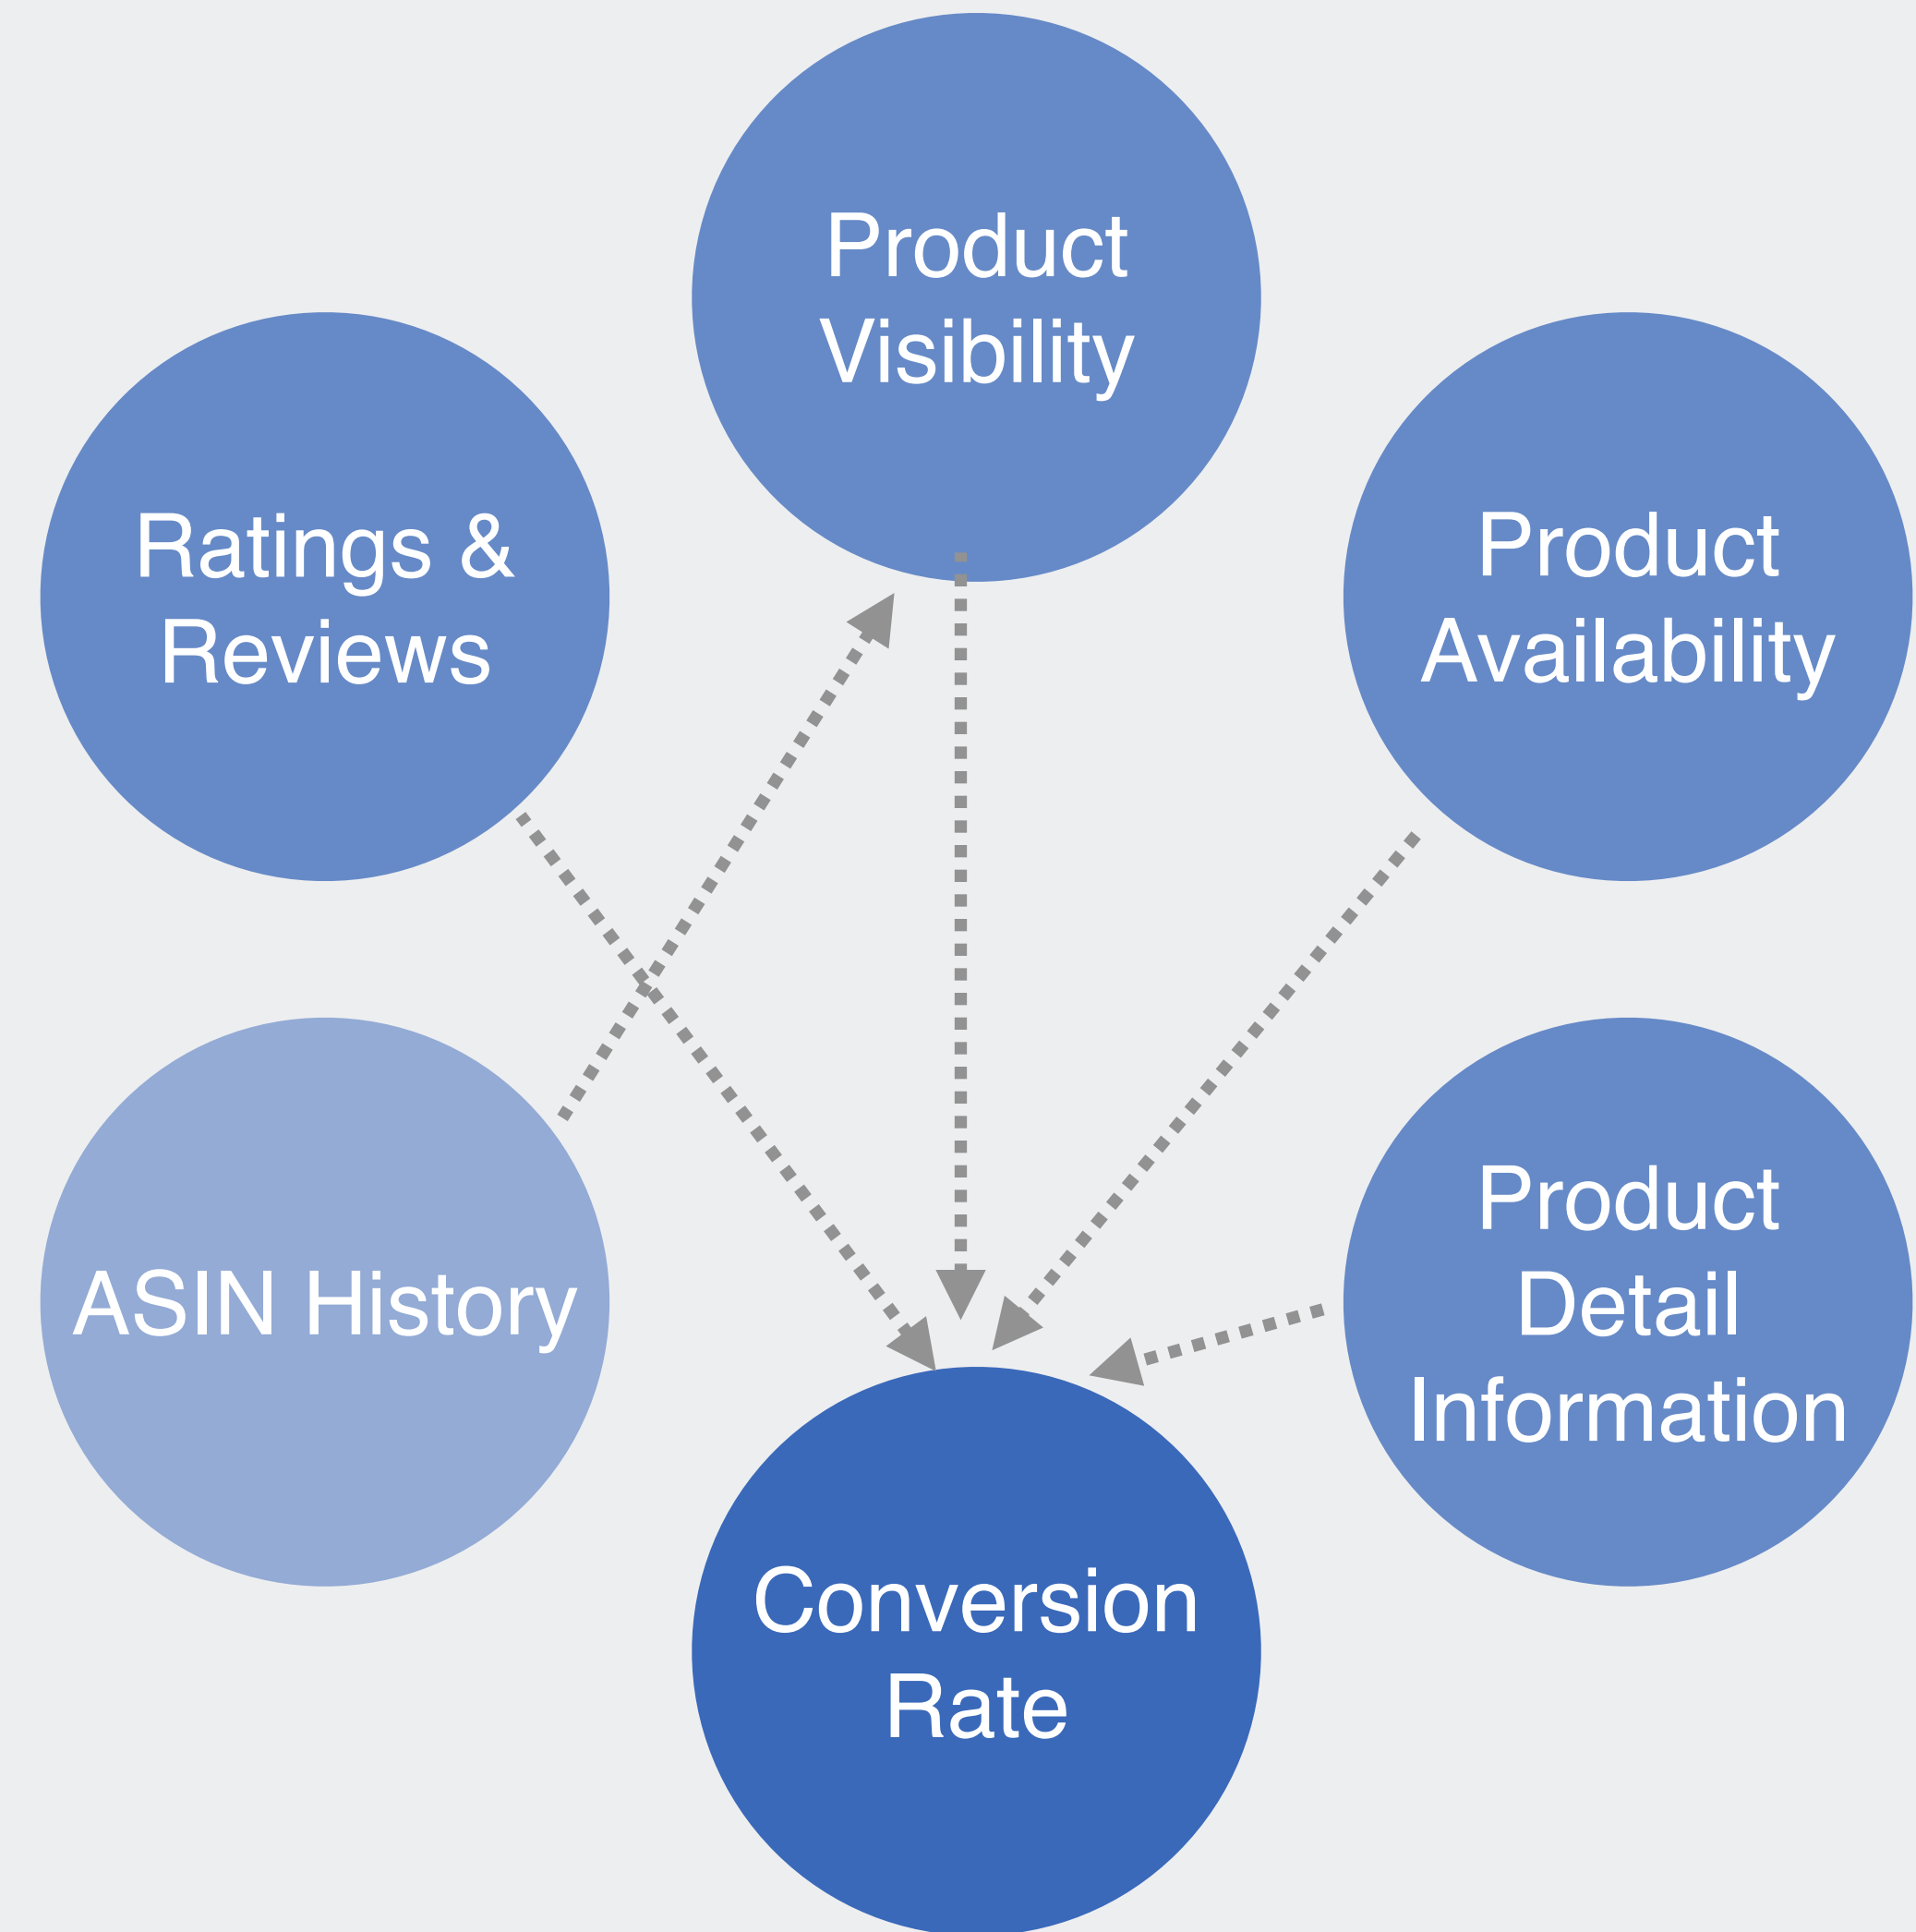 Product
Visibility
Ratings &
Reviews
Product
Availability
ASIN History
Product
Detail
Information
Conversion
Rate